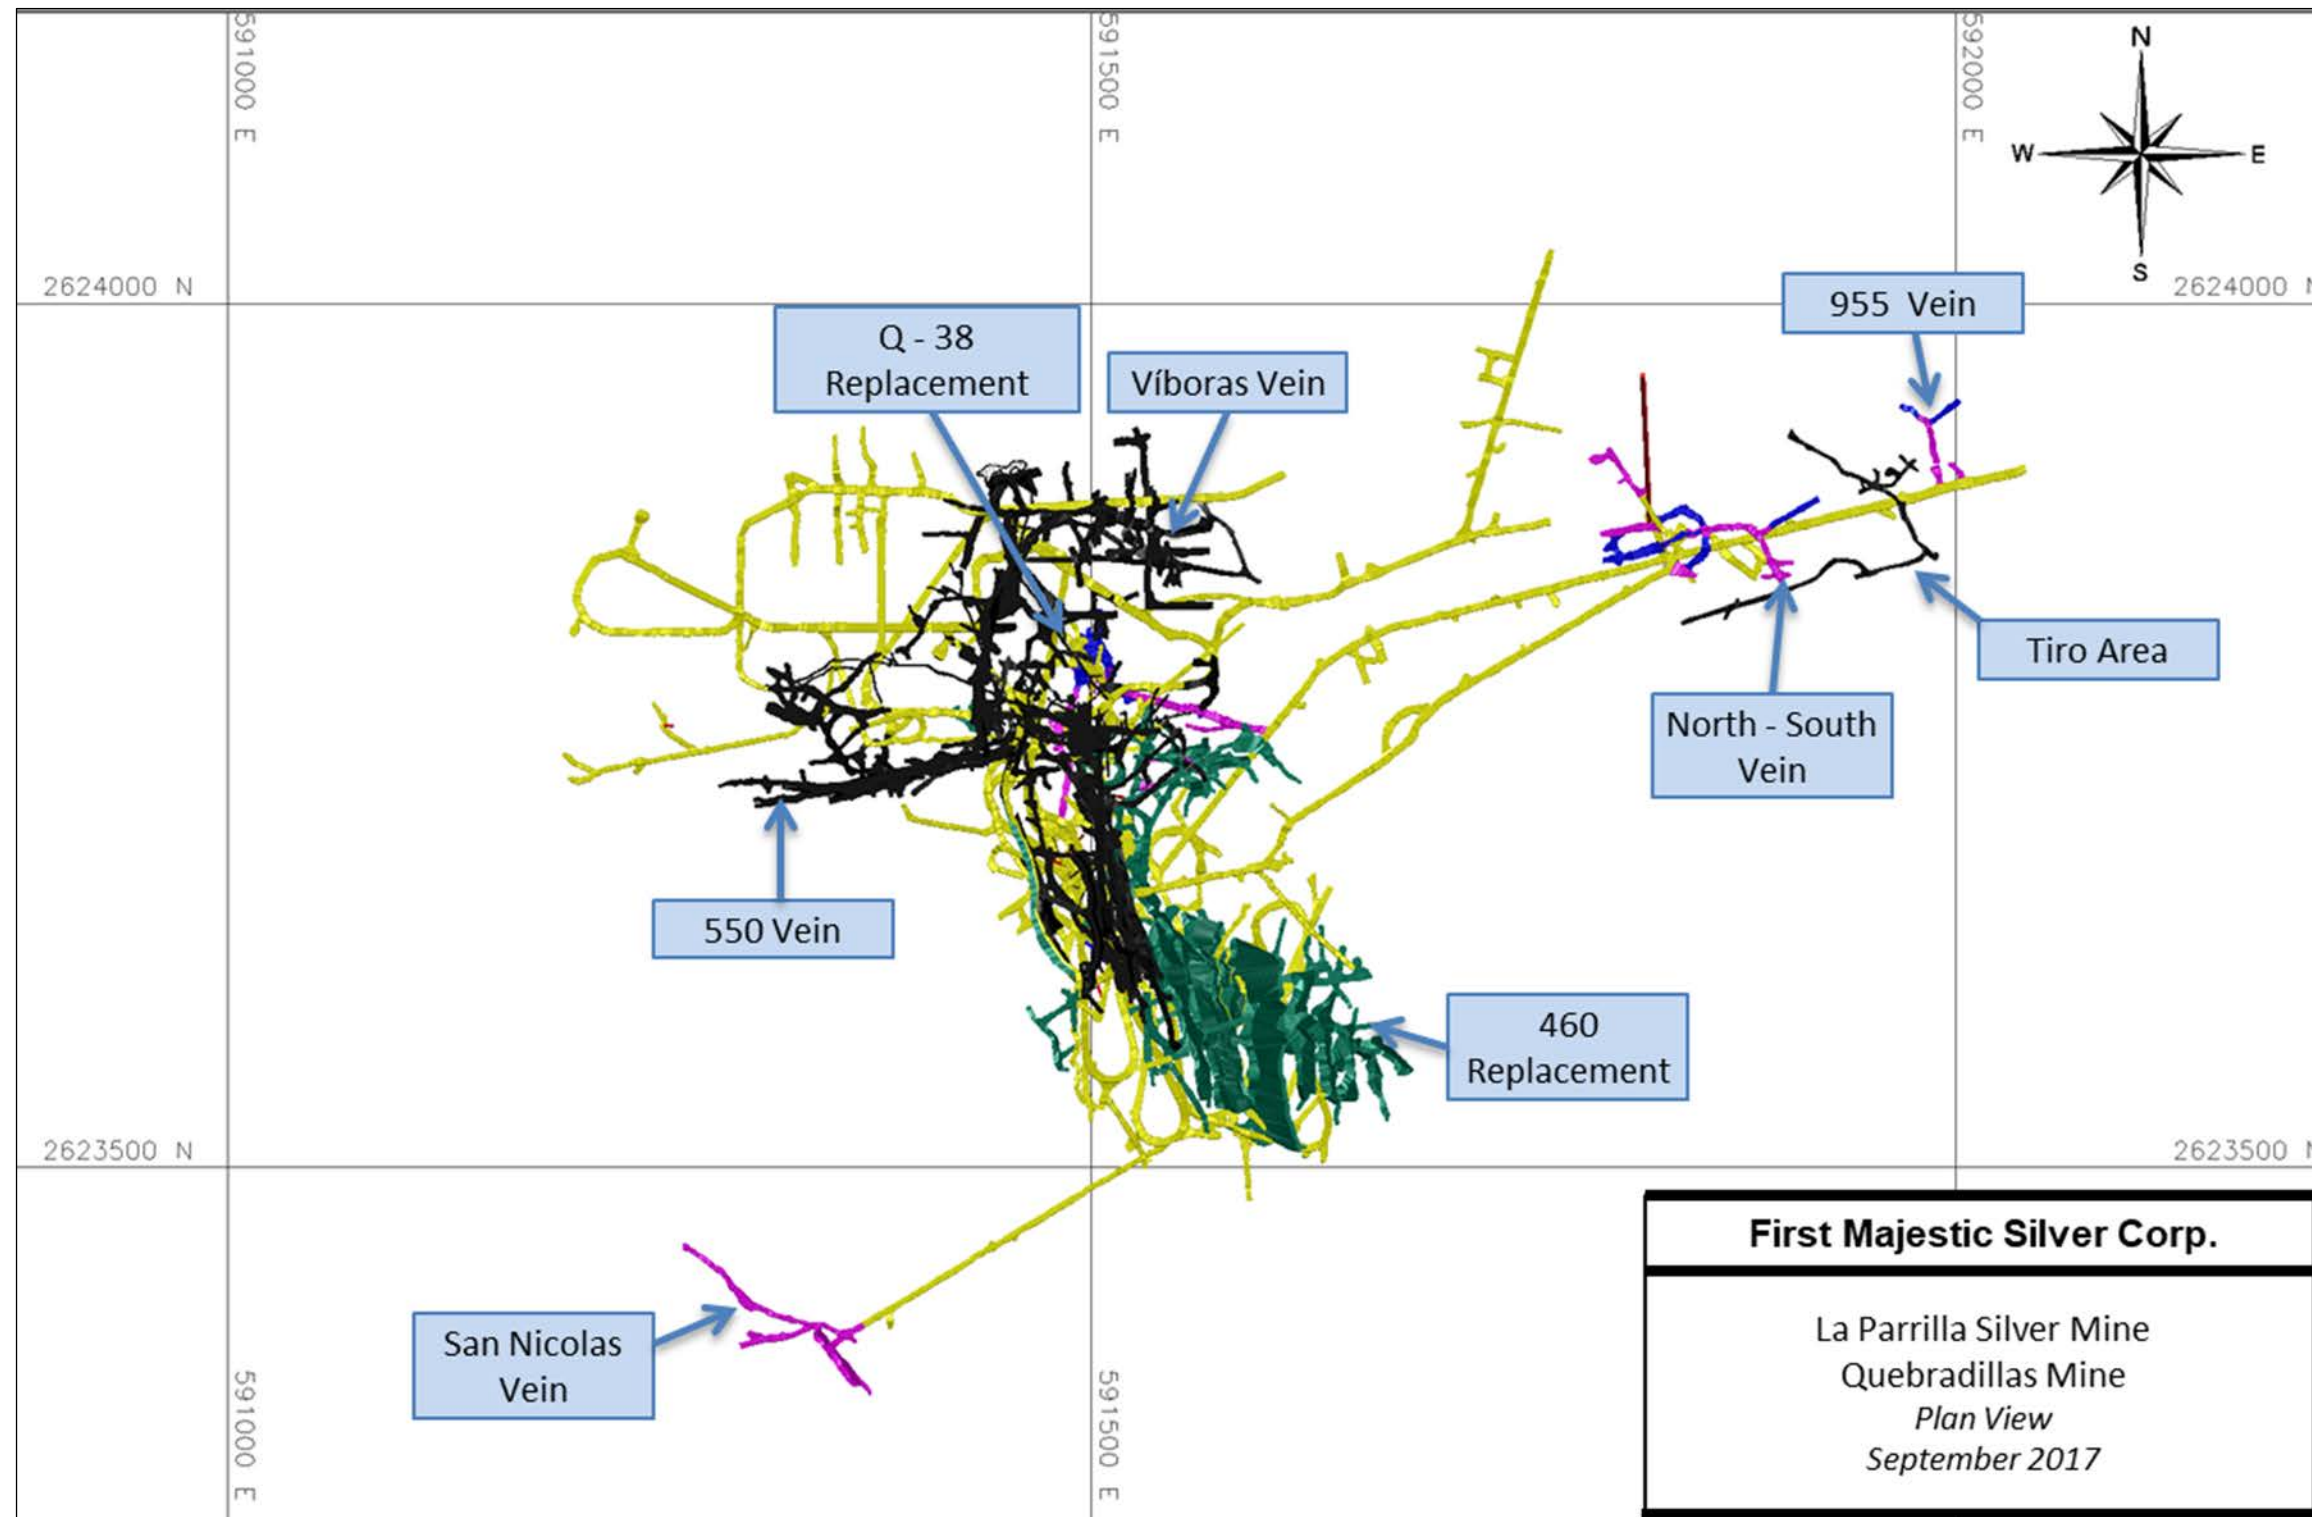 591000 E
591500 E
592000 E
N
W
E
S
2624000 N
2624000 N
Q - 38
Replacement
Víboras Vein
955 Vein
Tiro Area
North - South
Vein
550 Vein
460
Replacement
2623500 N
2623500 N
San Nicolas
Vein
591000 E
591500 E
First Majestic Silver Corp.
La Parrilla Silver Mine
Quebradillas Mine
Plan View
September 2017